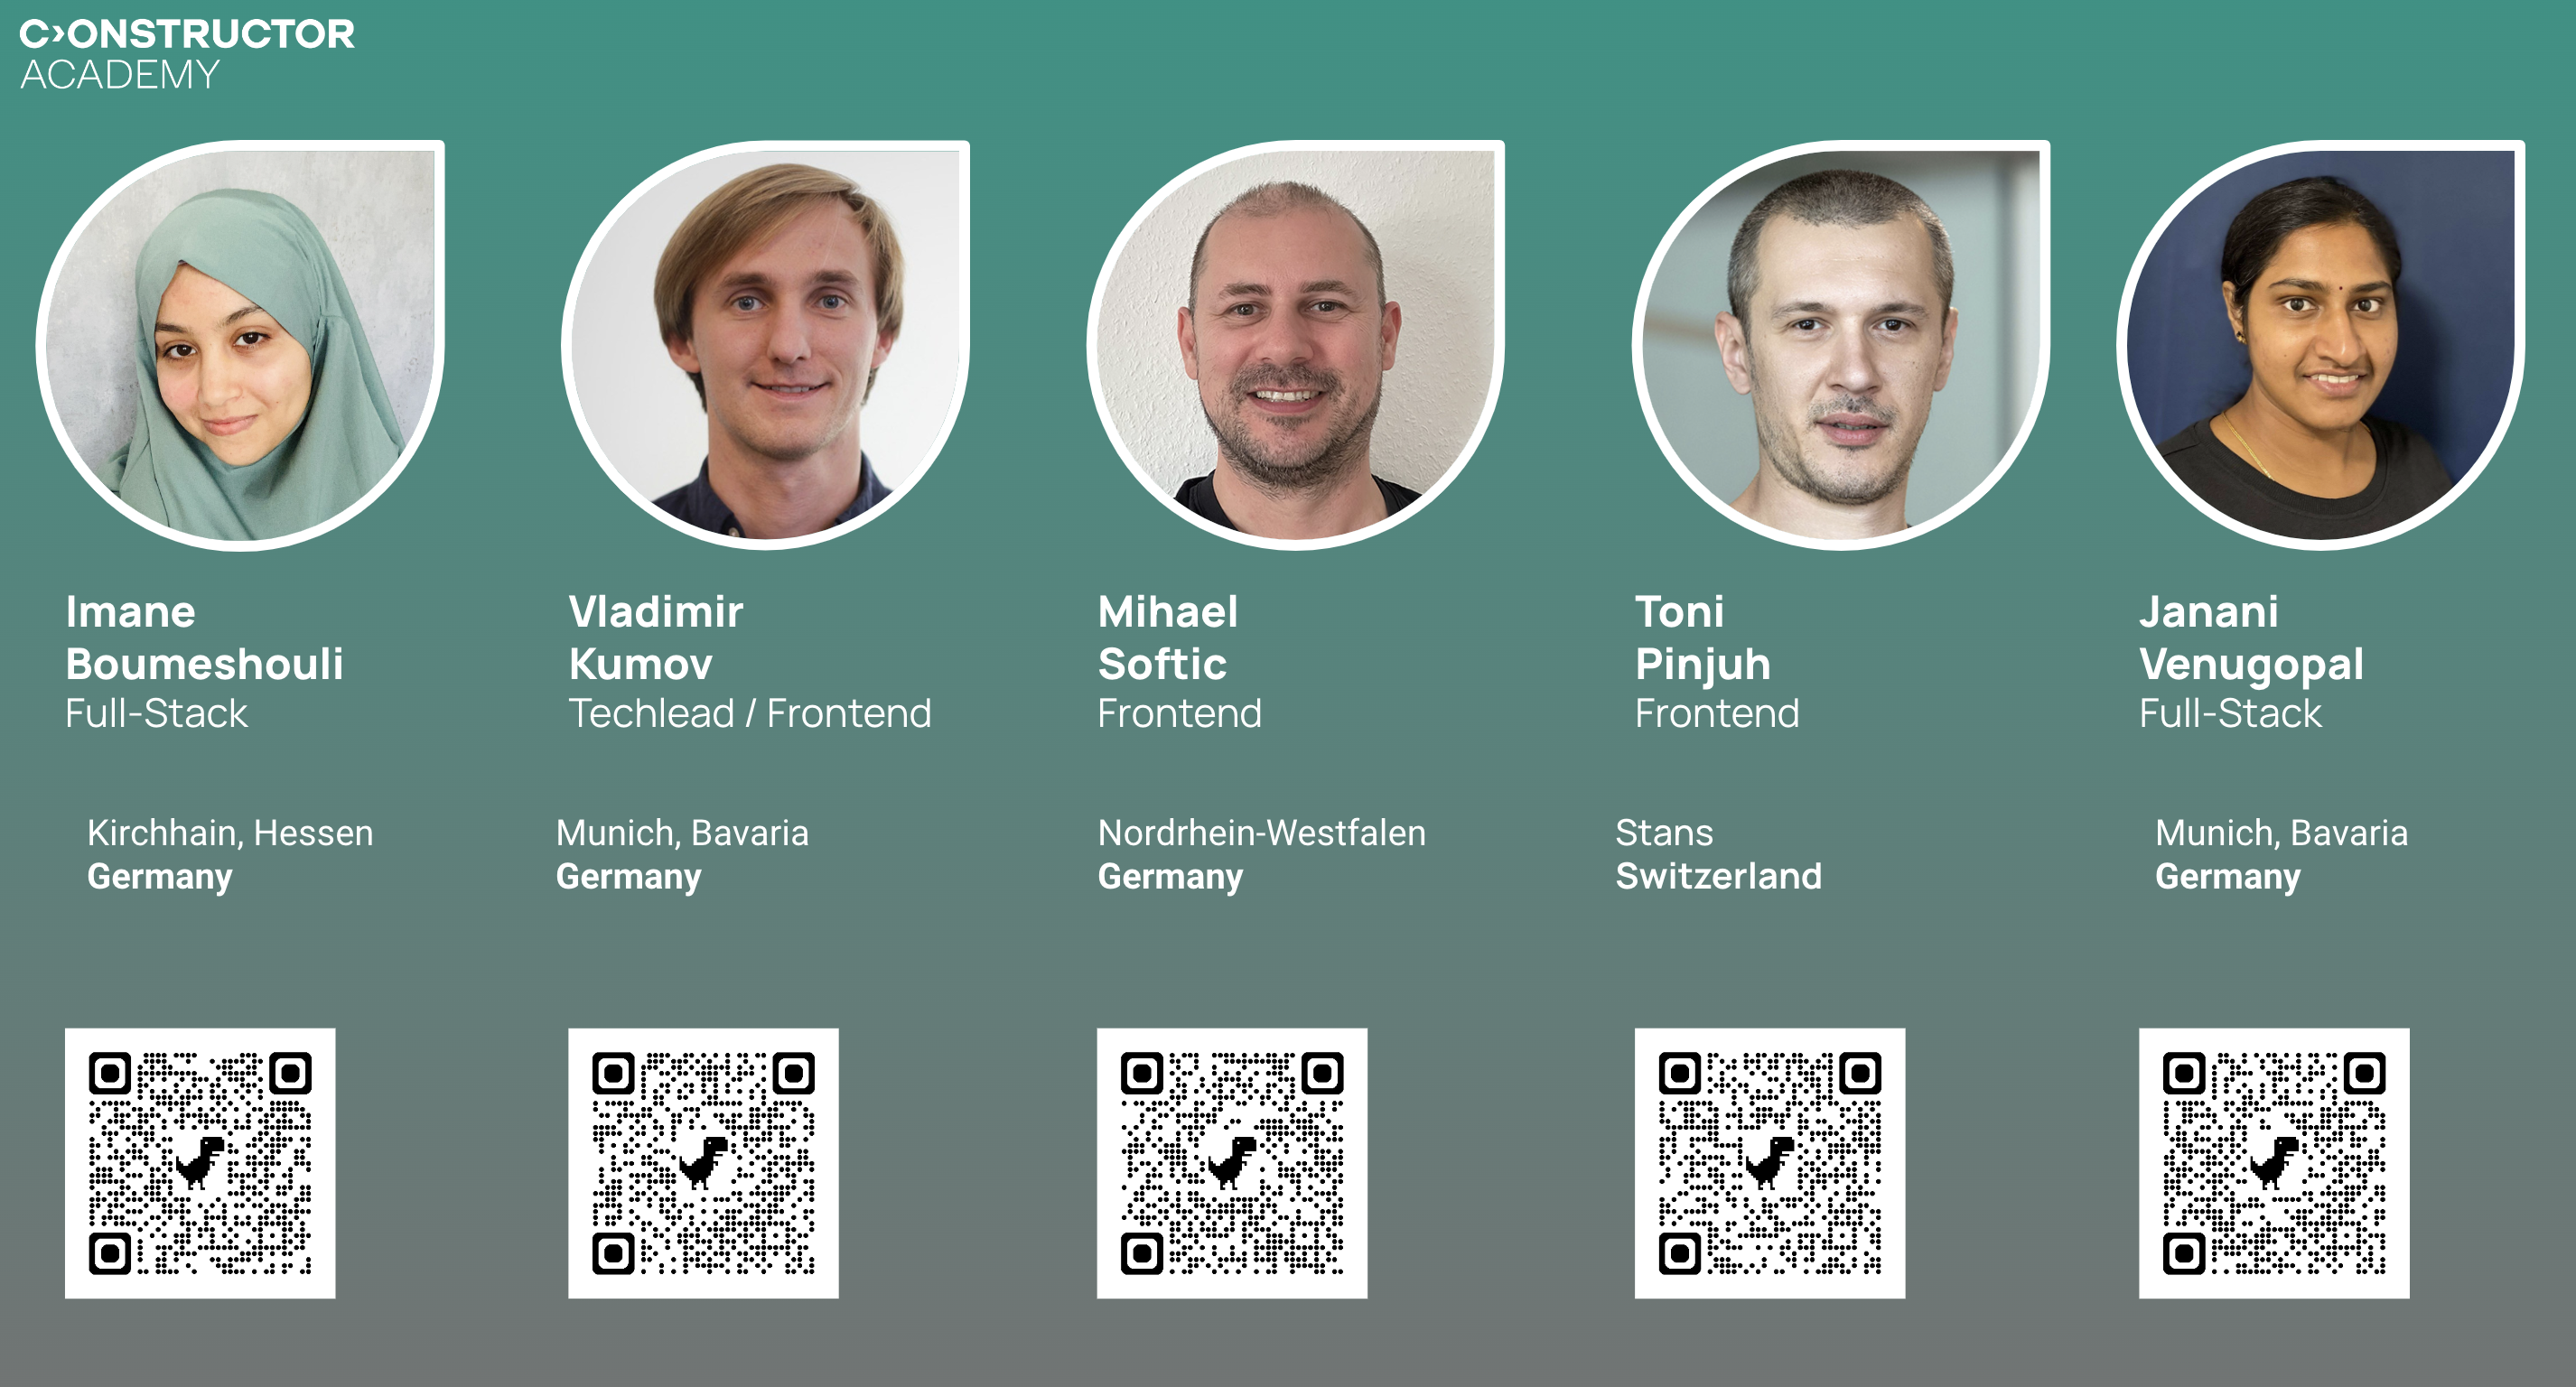 C›ONSTRUCTOR
ACADEMY
Imane
Boumeshouli
Full-Stack
Kirchhain, Hessen
Germany
Vladimir
Kumov
Techlead / Frontend
Munich, Bavaria
Germany
Mihael
Softic
Frontend
Nordrhein-Westfalen
Germany
Toni
Pinjuh
Frontend
Stans
Switzerland
Janani
Venugopal
Full-Stack
Munich, Bavaria
Germany